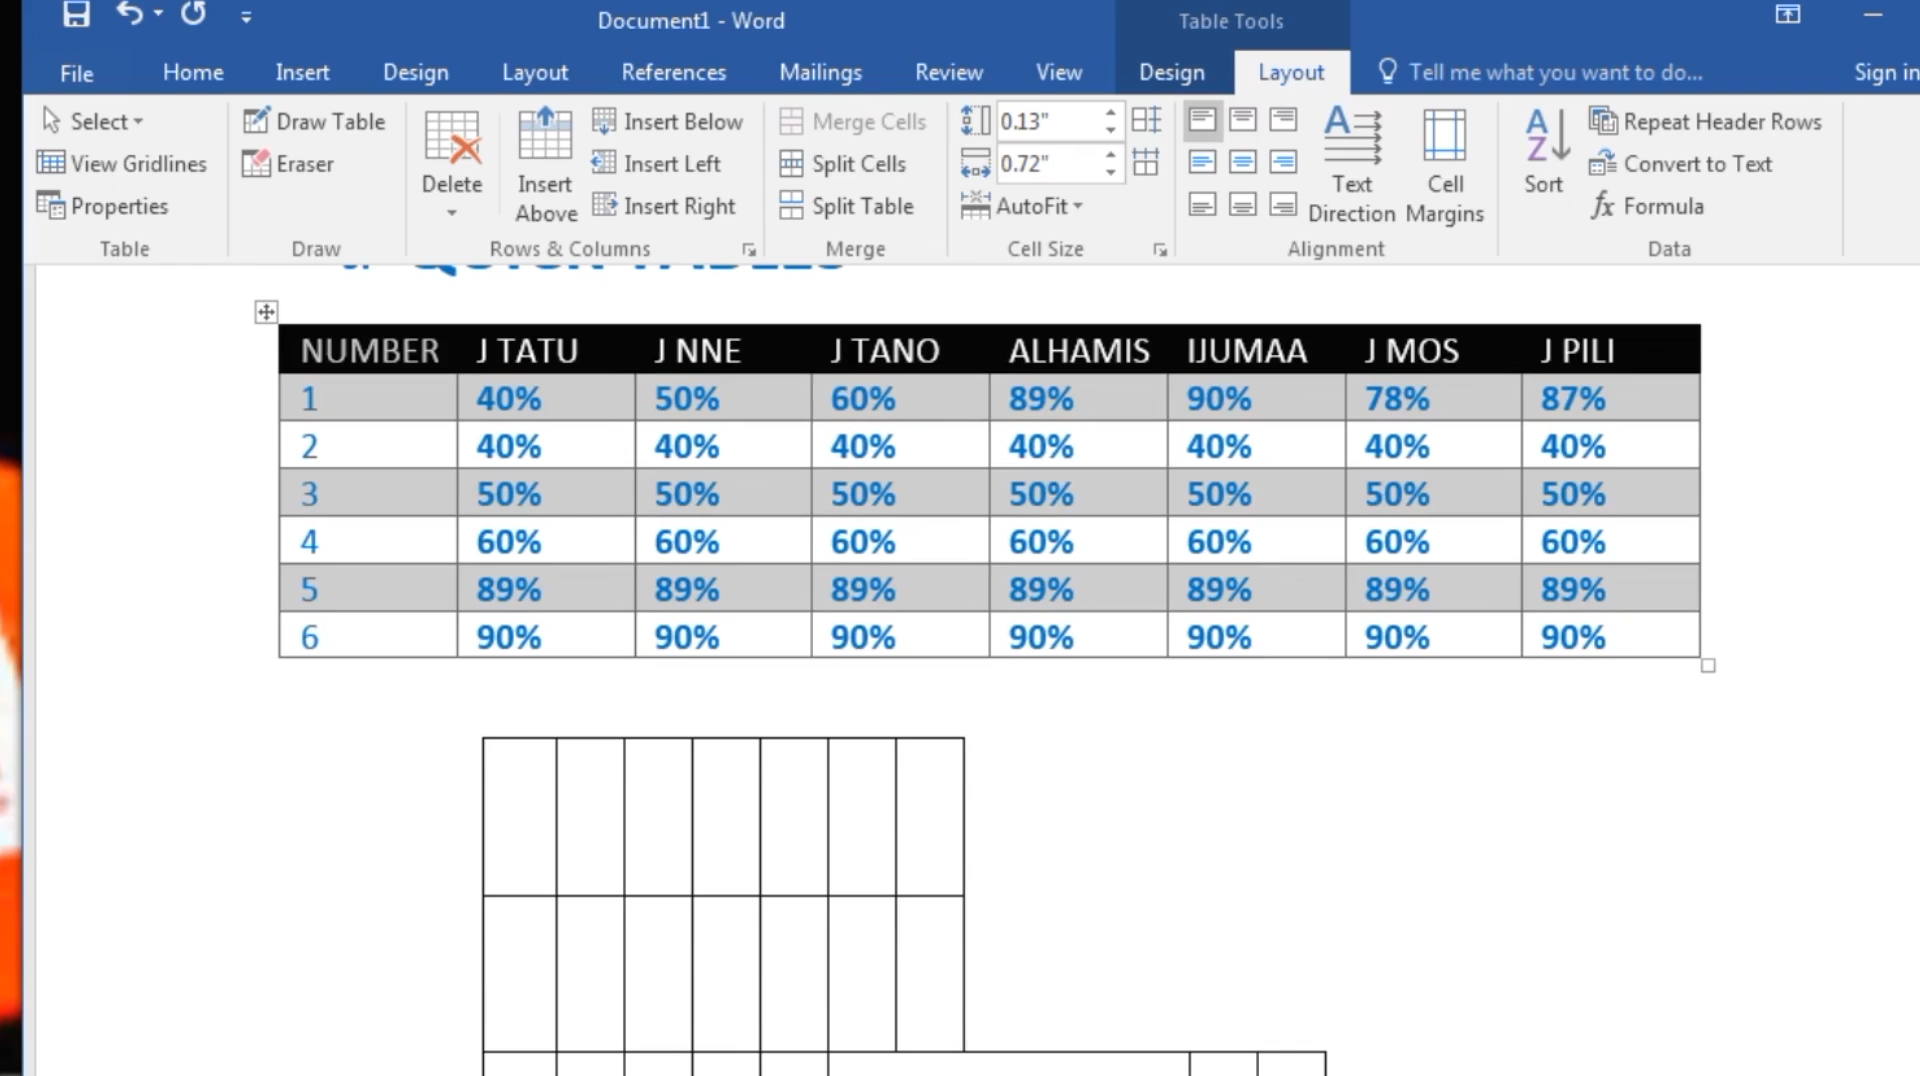 Document1 - Word
Table Tools
File Home Insert Design Layout References Mailings Review View Design Layout Tell me what you want to do... Sign in
Select Draw Table Delete Insert Above Insert Below Merge Cells 0.13" Text Direction Cell Margins Sort Repeat Header Rows
View Gridlines Eraser Insert Left Split Cells 0.72" Convert to Text
Properties Insert Right Split Table AutoFit Formula
Table Draw Rows & Columns Merge Cell Size Alignment Data
NUMBER J TATU J NNE J TANO ALHAMIS IJUMAA J MOS J PILI
1 40% 50% 60% 89% 90% 78% 87%
2 40% 40% 40% 40% 40% 40% 40%
3 50% 50% 50% 50% 50% 50% 50%
4 60% 60% 60% 60% 60% 60% 60%
5 89% 89% 89% 89% 89% 89% 89%
6 90% 90% 90% 90% 90% 90% 90%